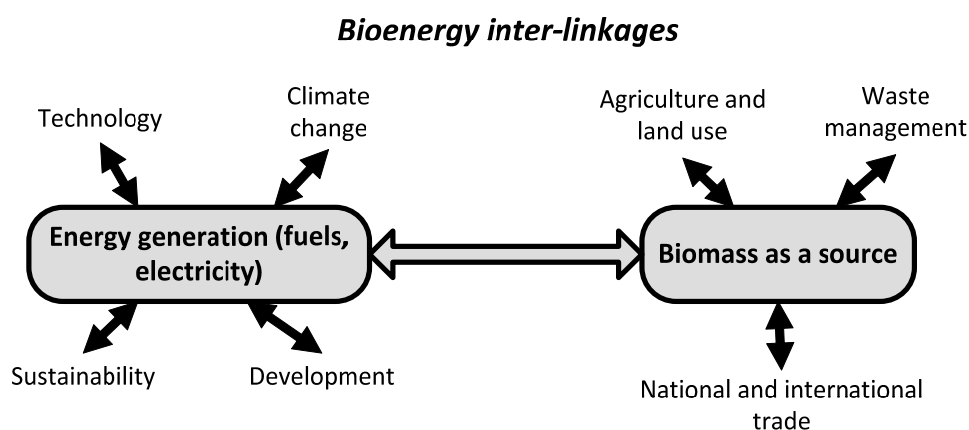 Bioenergy inter-linkages
Technology
Climate
change
Agriculture and
land use
Waste
management
Energy generation (fuels,
electricity)
Biomass as a source
Sustainability
Development
National and international
trade